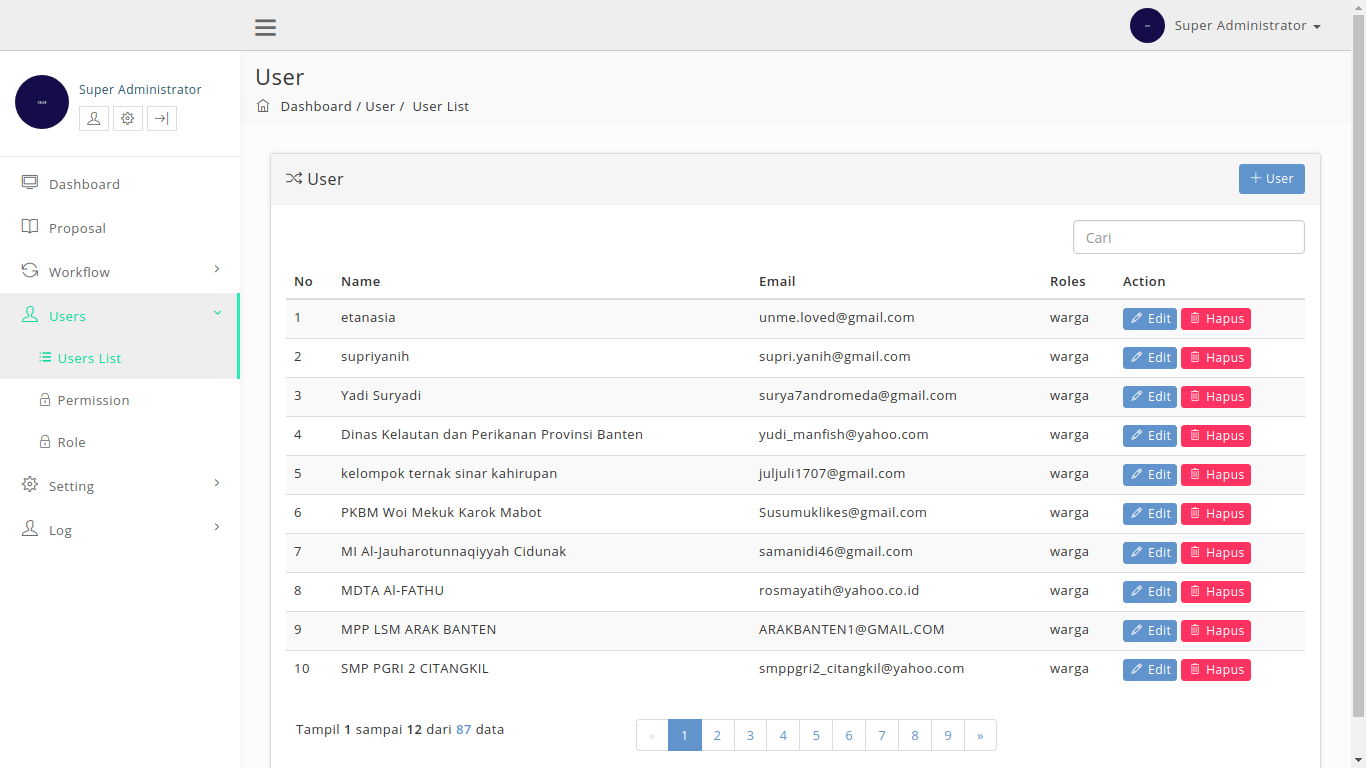 Super Administrator
Super Administrator
Dashboard
Proposal
Workflow
Users
Users List
Permission
Role
Setting
Log
User
Dashboard / User / User List
User
+ User
Cari
No Name Email Roles Action
1 etanasia unme.loved@gmail.com warga Edit Hapus
2 supriyanih supri.yanih@gmail.com warga Edit Hapus
3 Yadi Suryadi surya7andromeda@gmail.com warga Edit Hapus
4 Dinas Kelautan dan Perikanan Provinsi Banten yudi_manfish@yahoo.com warga Edit Hapus
5 kelompok ternak sinar kahirupan juljuli1707@gmail.com warga Edit Hapus
6 PKBM Woi Mekuk Karok Mabot Susumuklikes@gmail.com warga Edit Hapus
7 MI Al-Jauharotunnaqiyyah Cidunak samanidi46@gmail.com warga Edit Hapus
8 MDTA Al-FATHU rosmayatih@yahoo.co.id warga Edit Hapus
9 MPP LSM ARAK BANTEN ARAKBANTEN1@GMAIL.COM warga Edit Hapus
10 SMP PGRI 2 CITANGKIL smppgri2_citangkil@yahoo.com warga Edit Hapus
Tampil 1 sampai 12 dari 87 data
« 1 2 3 4 5 6 7 8 9 »